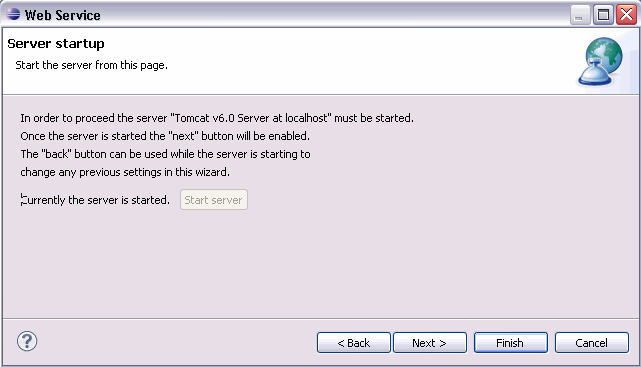 Web Service
Server startup
Start the server from this page.
In order to proceed the server "Tomcat v6.0 Server at localhost" must be started.
Once the server is started the "next" button will be enabled.
The "back" button can be used while the server is starting to
change any previous settings in this wizard.
Currently the server is started. Start server
? < Back Next > Finish Cancel